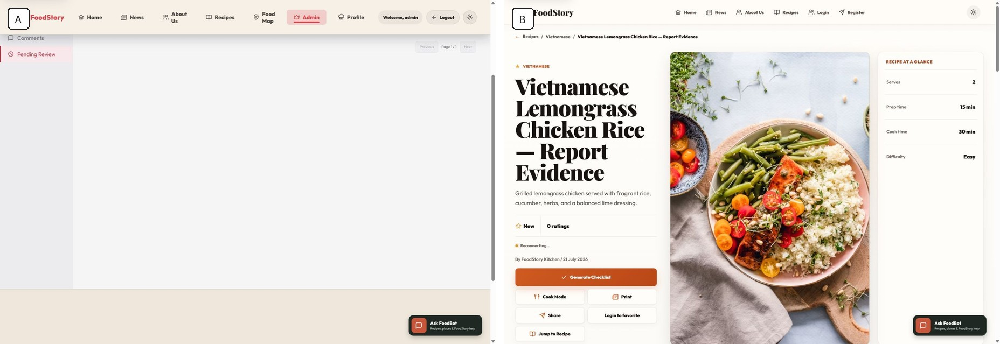 A
FoodStory
Home
News
About Us
Recipes
Food Map
Admin
Profile
Welcome, admin
Logout
Comments
Pending Review
Previous
Page 1 / 1
Next
Ask FoodBot
Recipes, places & FoodStory help
B
FoodStory
Home
News
About Us
Recipes
Login
Register
← Recipes / Vietnamese / Vietnamese Lemongrass Chicken Rice — Report Evidence
VIETNAMESE
Vietnamese
Lemongrass
Chicken Rice
— Report
Evidence
Grilled lemongrass chicken served with fragrant rice,
cucumber, herbs, and a balanced lime dressing.
New
0 ratings
Reconnecting...
By FoodStory Kitchen / 21 July 2026
Generate Checklist
Cook Mode
Print
Share
Login to favorite
Jump to Recipe
RECIPE AT A GLANCE
Serves 2
Prep time 15 min
Cook time 30 min
Difficulty Easy
Ask FoodBot
Recipes, places & FoodStory help